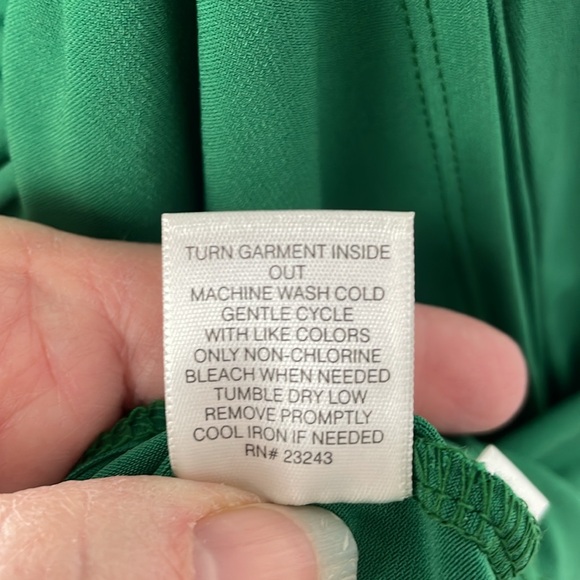 TURN GARMENT INSIDE
OUT
MACHINE WASH COLD
GENTLE CYCLE
WITH LIKE COLORS
ONLY NON-CHLORINE
BLEACH WHEN NEEDED
TUMBLE DRY LOW
REMOVE PROMPTLY
COOL IRON IF NEEDED
RN# 23243